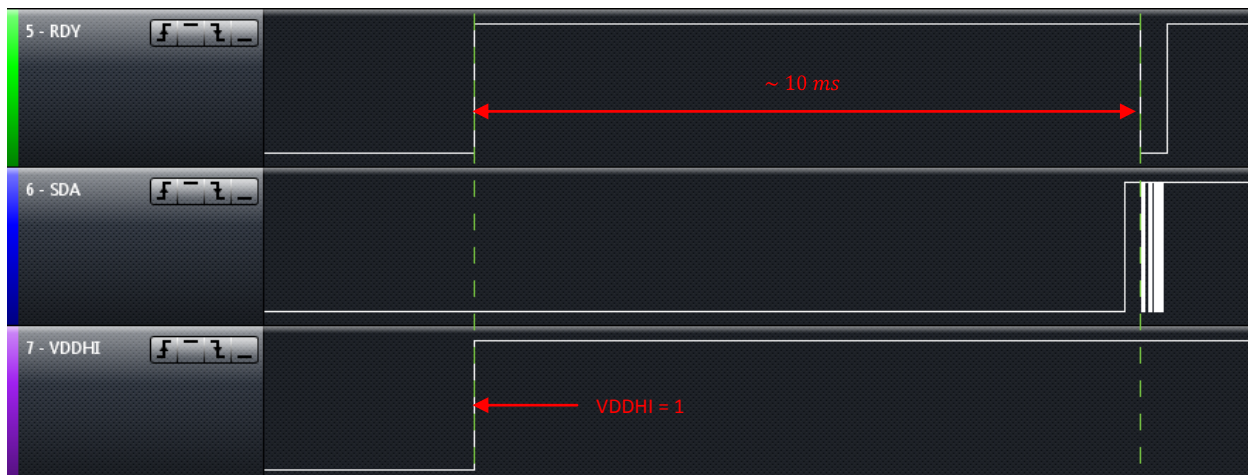 5 - RDY
~ 10 ms
6 - SDA
7 - VDDHI
VDDHI = 1